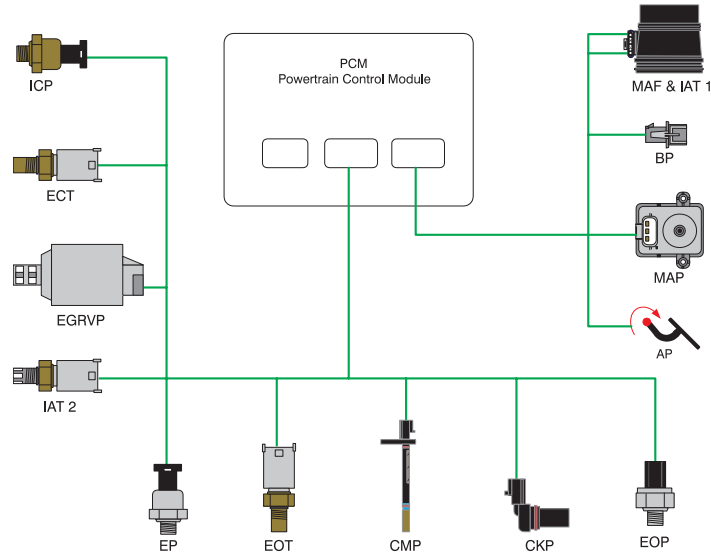 PCM
Powertrain Control Module
ICP
ECT
EGRVP
IAT 2
MAF & IAT 1
BP
MAP
AP
EP
EOT
CMP
CKP
EOP